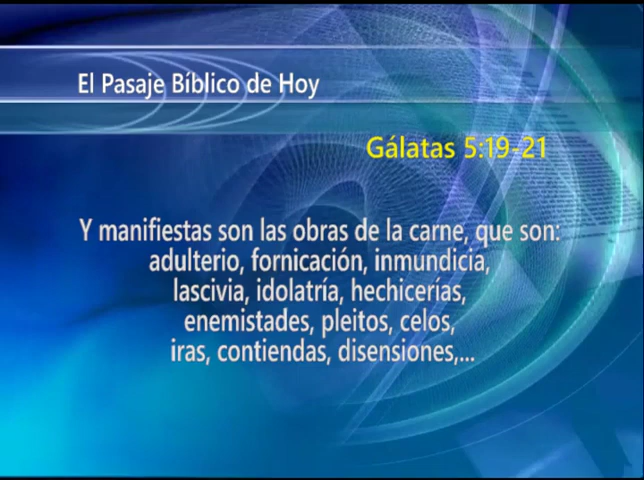 El Pasaje Bíblico de Hoy
Gálatas 5:19-21
Y manifiestas son las obras de la carne, que son:
adulterio, fornicación, inmundicia,
lascivia, idolatría, hechicerías,
enemistades, pleitos, celos,
iras, contiendas, disensiones,...